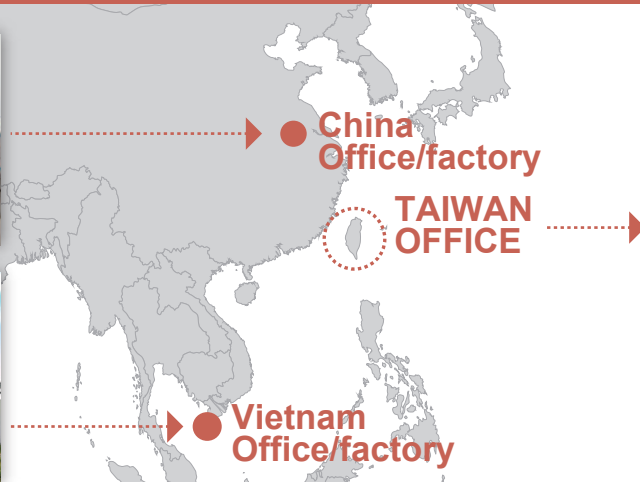 China
Office/factory
TAIWAN
OFFICE
Vietnam
Office/factory